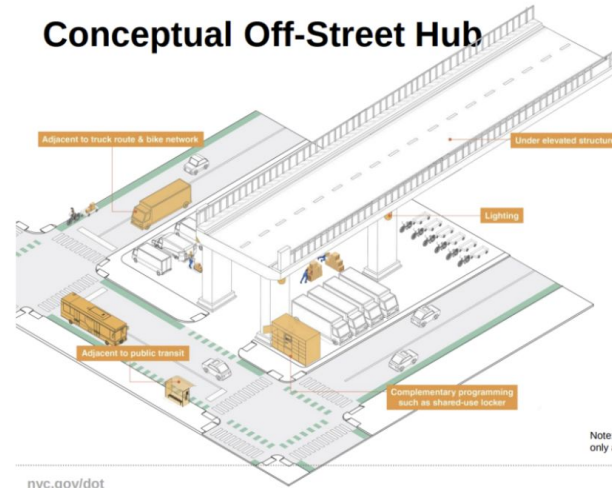 Conceptual Off-Street Hub
Adjacent to truck route & bike network
Under elevated structure
Lighting
Adjacent to public transit
Complementary programming
such as shared-use locker
Note
only
nyc.gov/dot